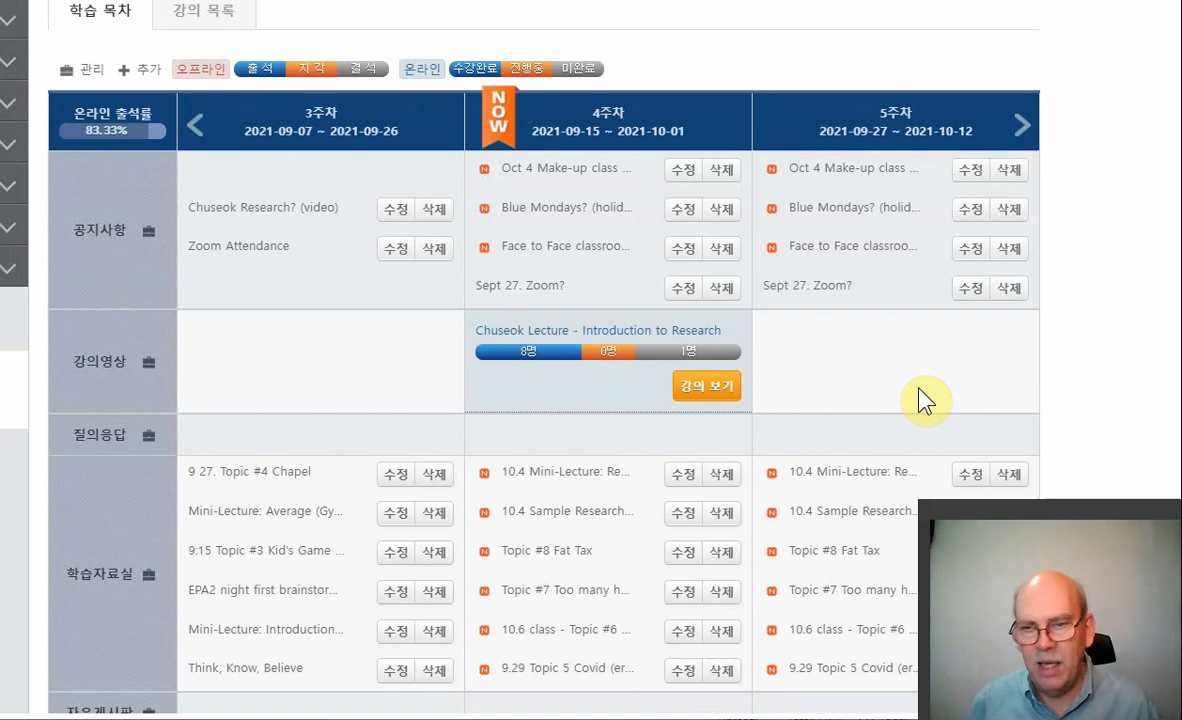 학습 목차
강의 목록
관리
추가
오프라인
출 석
지 각
결 석
온라인
수강완료
진행중
미완료
온라인 출석률
83.33%
3주차
2021-09-07 ~ 2021-09-26
NOW
4주차
2021-09-15 ~ 2021-10-01
5주차
2021-09-27 ~ 2021-10-12
공지사항
Chuseok Research? (video)
수정
삭제
Zoom Attendance
수정
삭제
N
Oct 4 Make-up class ...
수정
삭제
N
Blue Mondays? (holid...
수정
삭제
N
Face to Face classroo...
수정
삭제
Sept 27. Zoom?
수정
삭제
N
Oct 4 Make-up class ...
수정
삭제
N
Blue Mondays? (holid...
수정
삭제
N
Face to Face classroo...
수정
삭제
Sept 27. Zoom?
수정
삭제
강의영상
Chuseok Lecture - Introduction to Research
8명
0명
1명
강의 보기
질의응답
학습자료실
9 27. Topic #4 Chapel
수정
삭제
Mini-Lecture: Average (Gy...
수정
삭제
9:15 Topic #3 Kid's Game ...
수정
삭제
EPA2 night first brainstor...
수정
삭제
Mini-Lecture: Introduction...
수정
삭제
Think, Know, Believe
수정
삭제
N
10.4 Mini-Lecture: Re...
수정
삭제
N
10.4 Sample Research...
수정
삭제
N
Topic #8 Fat Tax
수정
삭제
N
Topic #7 Too many h...
수정
삭제
N
10.6 class - Topic #6 ...
수정
삭제
N
9.29 Topic 5 Covid (er...
수정
삭제
N
10.4 Mini-Lecture: Re...
수정
삭제
N
10.4 Sample Research...
N
Topic #8 Fat Tax
N
Topic #7 Too many h...
N
10.6 class - Topic #6 ...
N
9.29 Topic 5 Covid (er...